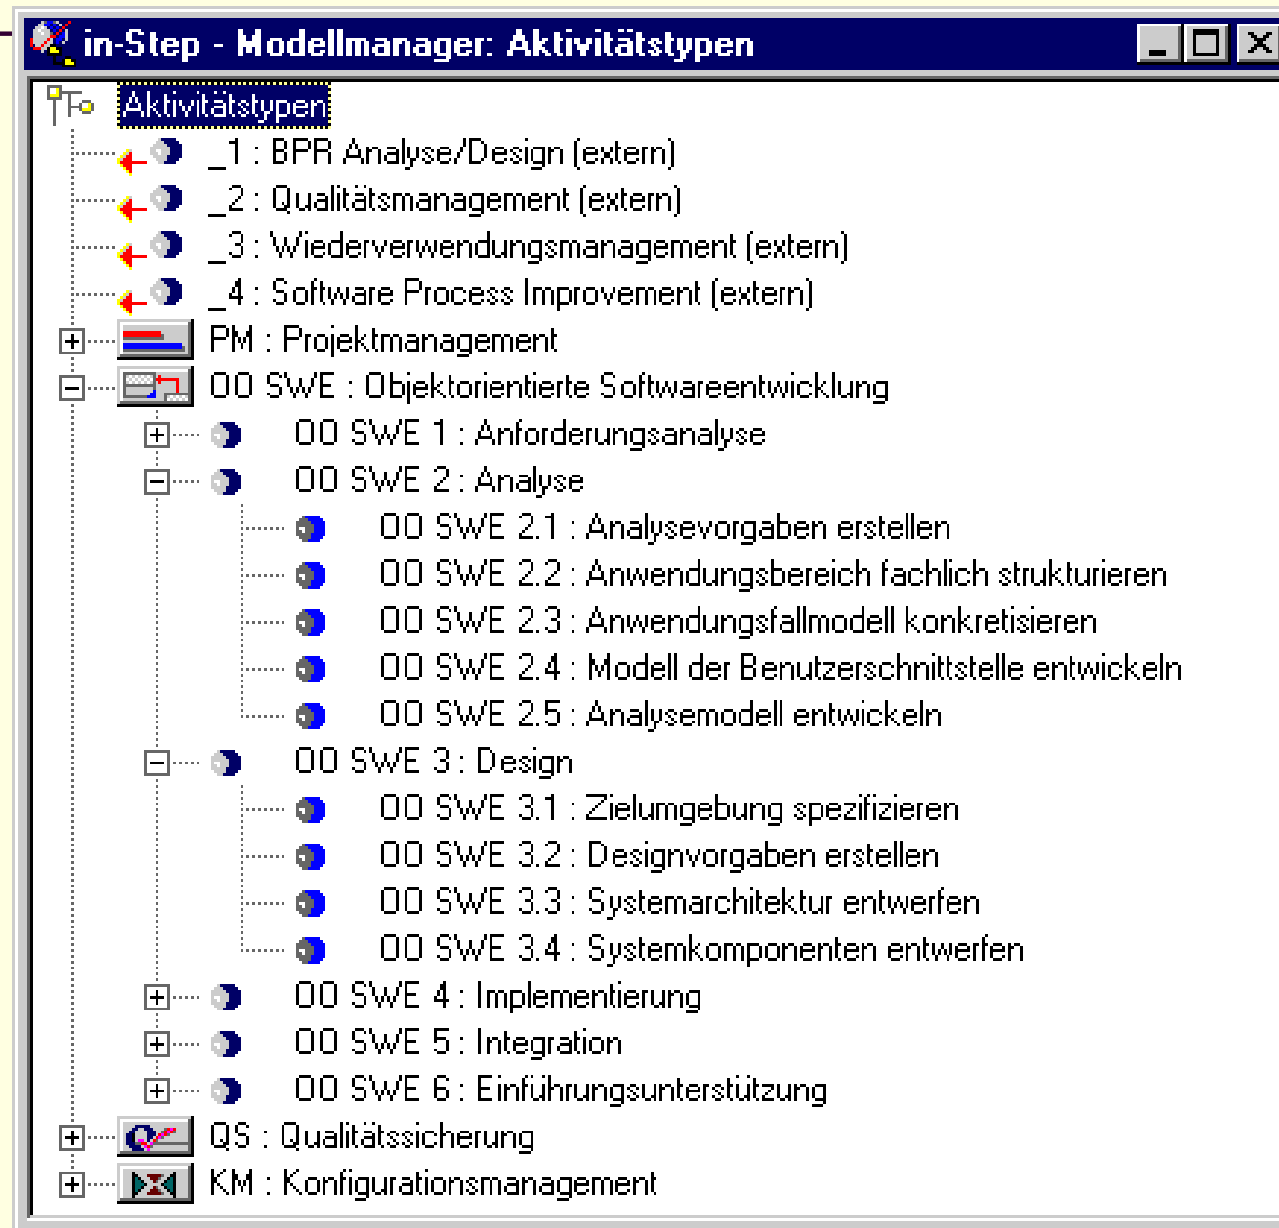 in-Step - Modellmanager: Aktivitätstypen
Aktivitätstypen
_1 : BPR Analyse/Design (extern)
_2 : Qualitätsmanagement (extern)
_3 : Wiederverwendungsmanagement (extern)
_4 : Software Process Improvement (extern)
PM : Projektmanagement
OO SWE : Objektorientierte Softwareentwicklung
OO SWE 1 : Anforderungsanalyse
OO SWE 2 : Analyse
OO SWE 2.1 : Analysevorgaben erstellen
OO SWE 2.2 : Anwendungsbereich fachlich strukturieren
OO SWE 2.3 : Anwendungsfallmodell konkretisieren
OO SWE 2.4 : Modell der Benutzerschnittstelle entwickeln
OO SWE 2.5 : Analysemodell entwickeln
OO SWE 3 : Design
OO SWE 3.1 : Zielumgebung spezifizieren
OO SWE 3.2 : Designvorgaben erstellen
OO SWE 3.3 : Systemarchitektur entwerfen
OO SWE 3.4 : Systemkomponenten entwerfen
OO SWE 4 : Implementierung
OO SWE 5 : Integration
OO SWE 6 : Einführungsunterstützung
QS : Qualitätssicherung
KM : Konfigurationsmanagement